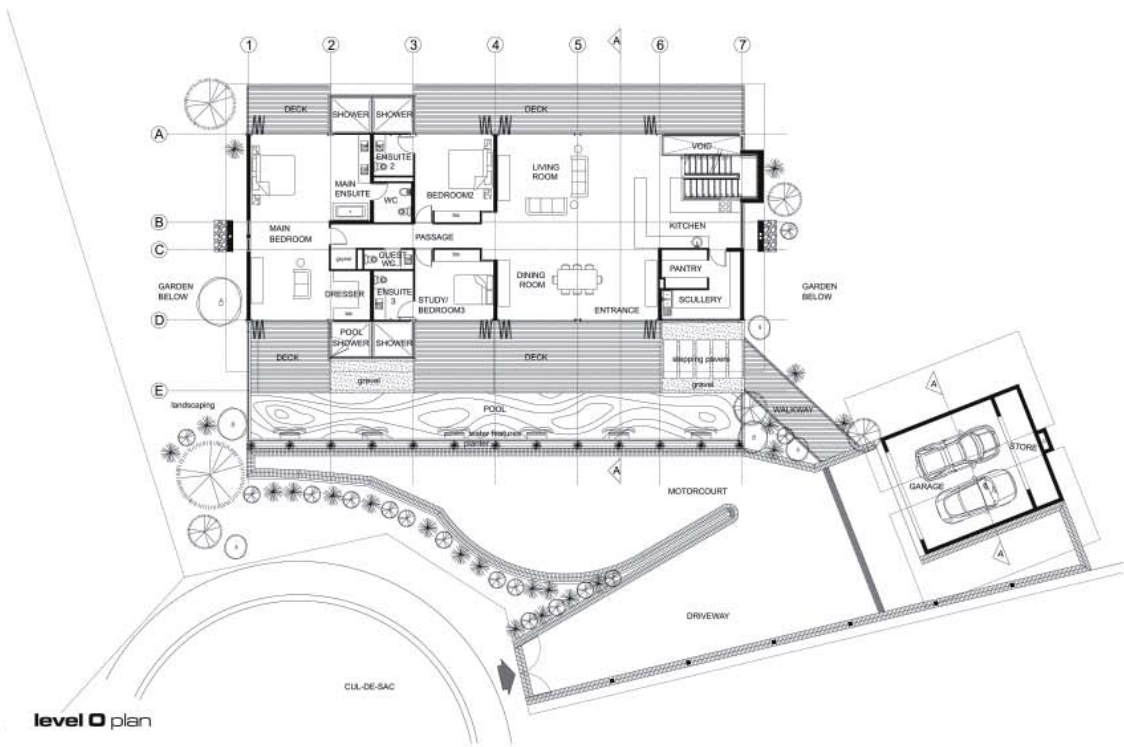 1 2 3 4 5 A 6 7
DECK SHOWER SHOWER DECK
A
VOID
ENSUITE
2
LIVING
ROOM
MAIN
ENSUITE
BEDROOM2
WC
B
MAIN
BEDROOM
PASSAGE
KITCHEN
C
GUEST
WC
PANTRY
GARDEN
BELOW
DRESSER
ENSUITE
3
STUDY/
BEDROOM3
DINING
ROOM
SCULLERY
GARDEN
BELOW
ENTRANCE
D
POOL
SHOWER
SHOWER
DECK
DECK
stepping pavers
gravel
gravel
E
landscaping
POOL
WALKWAY
A
water features
planter
STORE
GARAGE
A
MOTORCOURT
A
DRIVEWAY
CUL-DE-SAC
level 0 plan